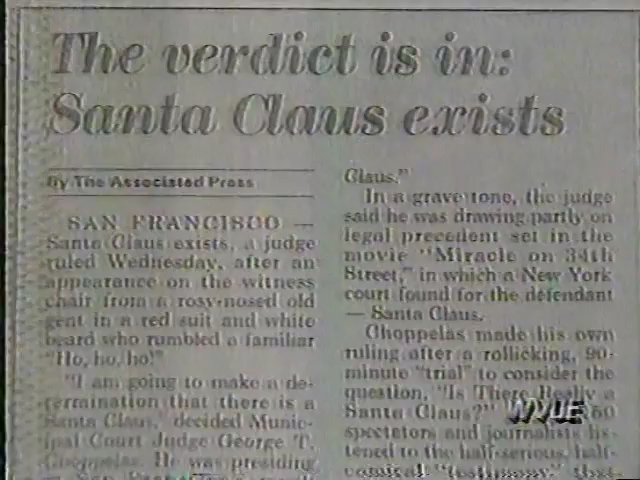 The verdict is in:
Santa Claus exists
By The Associated Press
SAN FRANCISCO —
Santa Claus exists, a judge
ruled Wednesday, after an
appearance on the witness
chair from a rosy-nosed old
gent in a red suit and white
beard who rumbled a familiar
"Ho, ho, ho!"
"I am going to make a de-
termination that there is a
Santa Claus," decided Munic-
ipal Court Judge George T.
Choppelas. He was presiding
Claus."
In a grave tone, the judge
said he was drawing partly on
legal precedent set in the
movie "Miracle on 34th
Street," in which a New York
court found for the defendant
— Santa Claus.
Choppelas made his own
ruling after a rollicking, 90-
minute "trial" to consider the
question, "Is There Really a
Santa Claus?" 60
spectators and journalists lis-
tened to the half-serious, half-
comical "testimony," that
WVUE